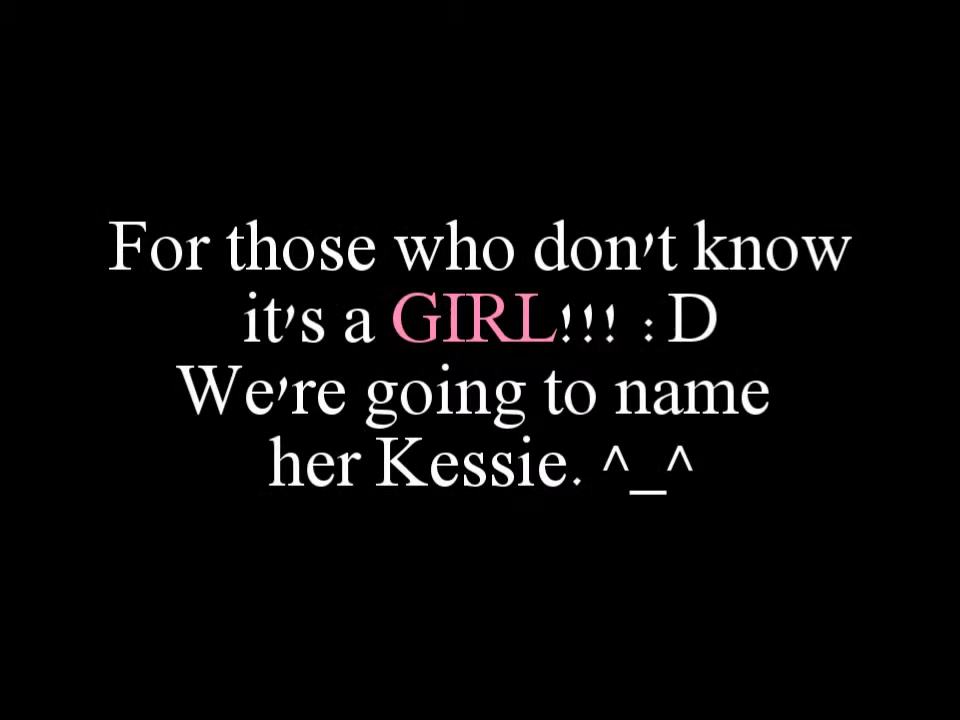 For those who don't know
it's a GIRL!!! :D
We're going to name
her Kessie. ^_^